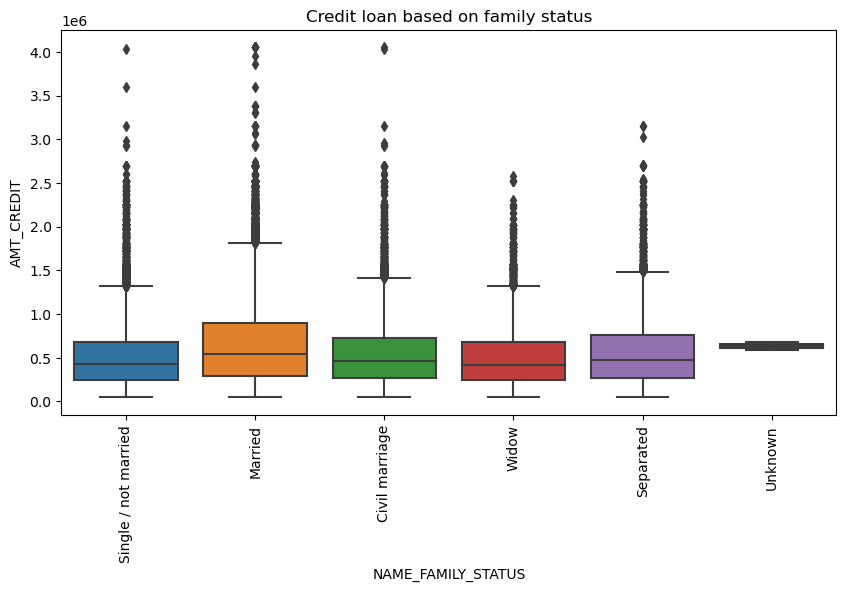 Credit loan based on family status
1e6
4.0
3.5
3.0
2.5
2.0
1.5
1.0
0.5
0.0
AMT_CREDIT
Single / not married
Married
Civil marriage
Widow
Separated
Unknown
NAME_FAMILY_STATUS